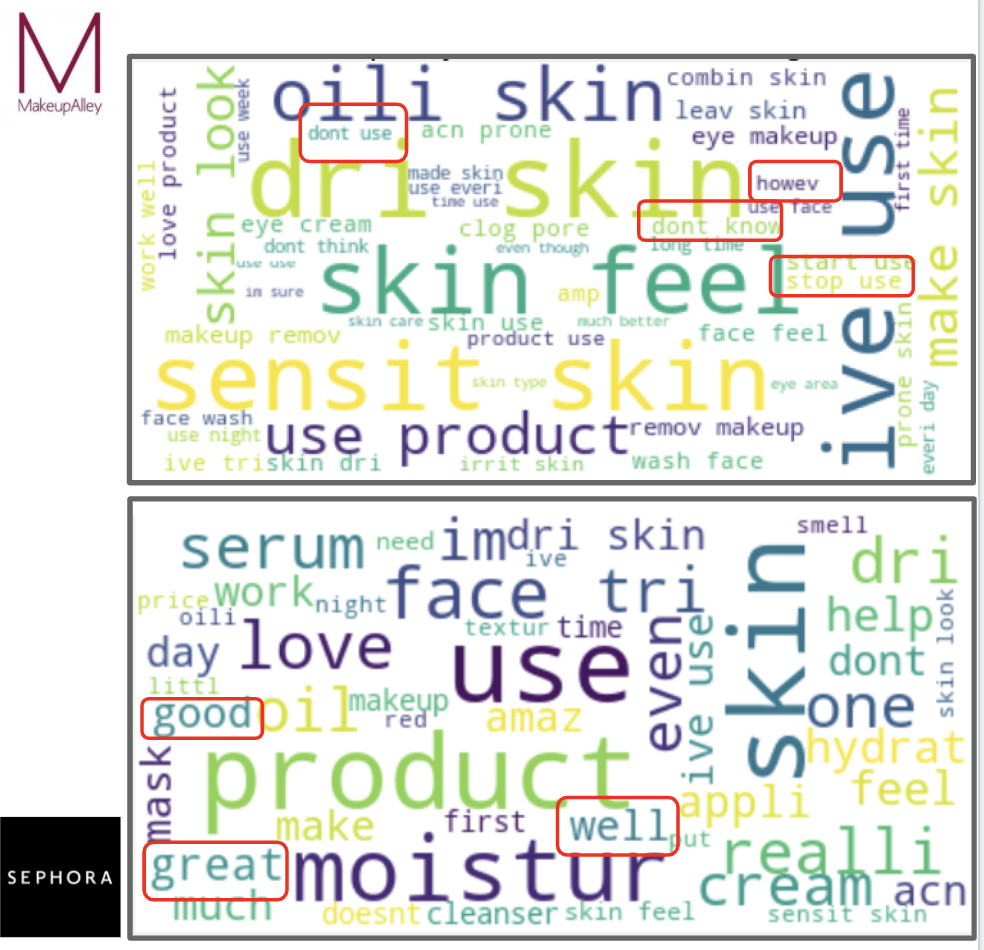 M
MakeupAlley
oili skin
combin skin
leav skin
eye makeup
dont use
acn prone
dri skin
made skin
use everi
time use
howev
use face
dont know
long time
start use
stop use
ive use
first time
make skin
prone skin
everi day
work well
love product
skin look
use week
eye cream
dont think
use use
im sure
clog pore
even though
skin feel
amp
skin care
skin use
much better
makeup remov
product use
face feel
sensit skin
skin type
eye area
face wash
use night
use product
remov makeup
ive tri
skin dri
irrit skin
wash face
serum
need
im
dri skin
ive
smell
dri
price
work
night
face
tri
help
oili
textur
time
day
love
use
even
ive use
skin
dont
skin look
littl
good
oil
makeup
red
amaz
one
hydrat
mask
product
feel
make
first
well
appli
put
great
moistur
realli
cream
acn
much
doesnt
cleanser
skin feel
sensit skin
SEPHORA